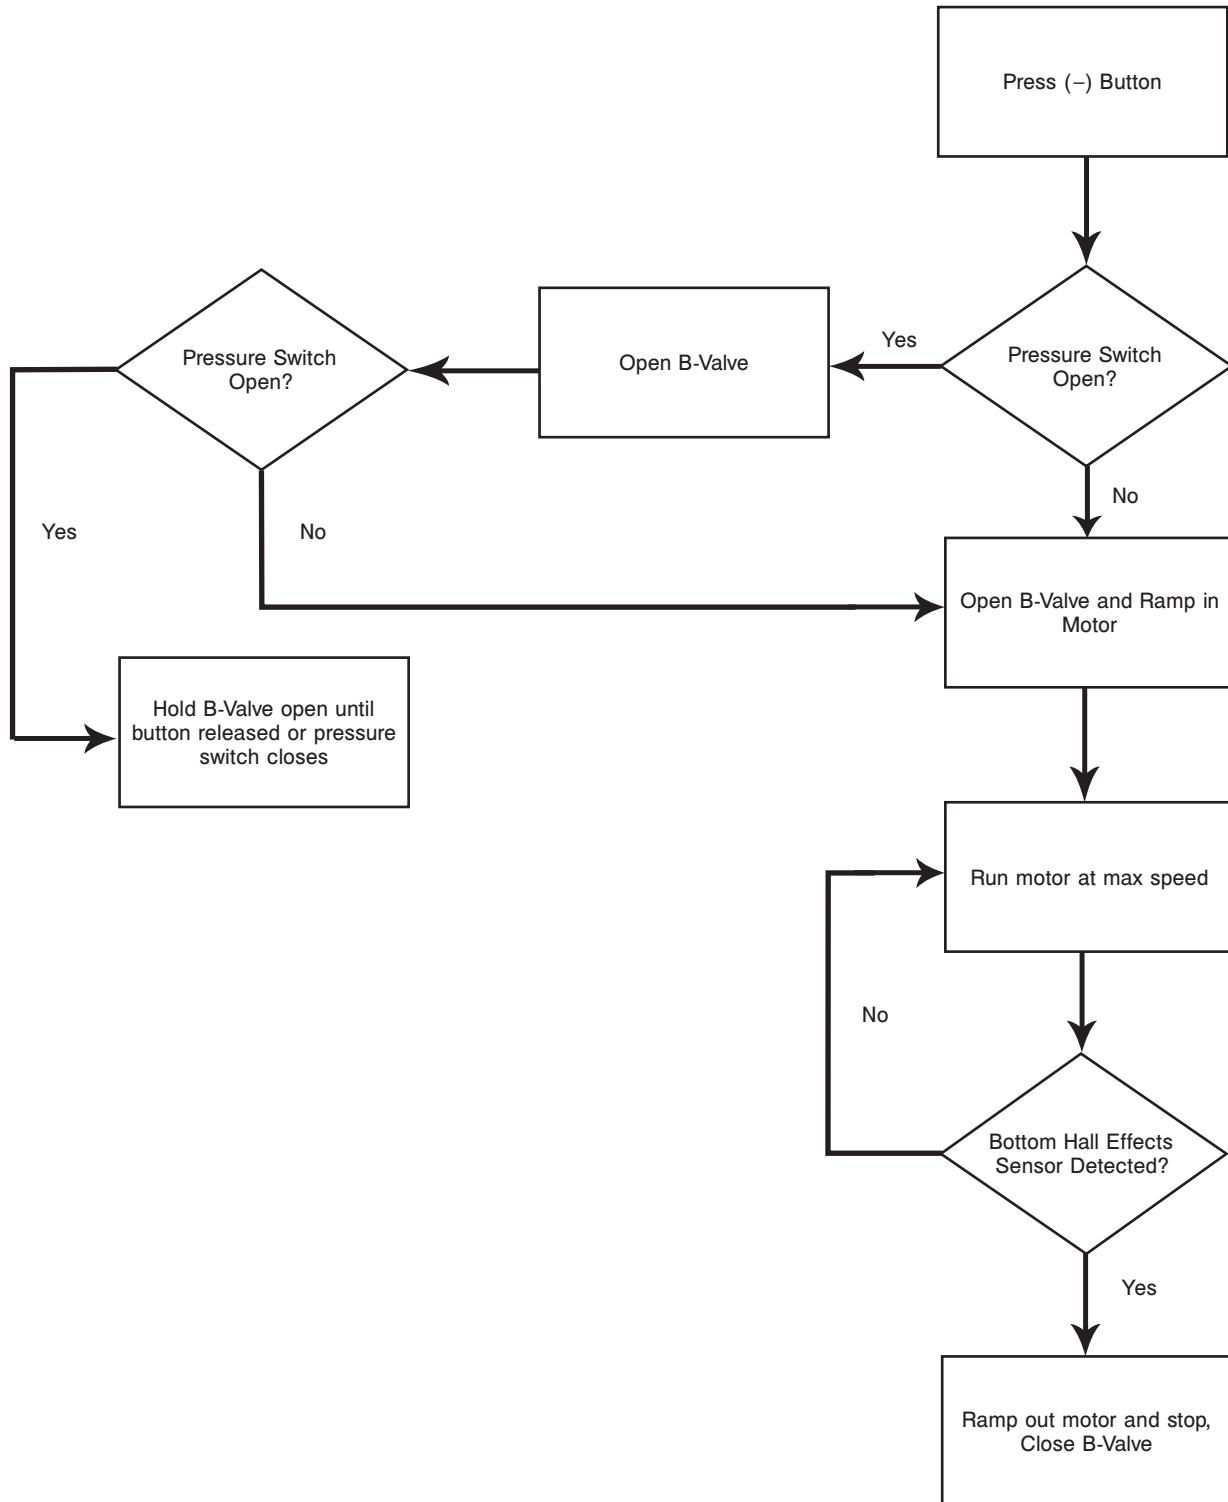 Press (–) Button
Pressure Switch
Open?
Yes
Open B-Valve
Pressure Switch
Open?
No
Yes
No
Open B-Valve and Ramp in
Motor
Hold B-Valve open until
button released or pressure
switch closes
Run motor at max speed
No
Bottom Hall Effects
Sensor Detected?
Yes
Ramp out motor and stop,
Close B-Valve